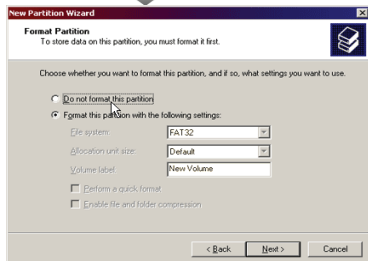 New Partition Wizard
Format Partition
To store data on this partition, you must format it first.
Choose whether you want to format this partition, and if so, what settings you want to use.
Do not format this partition
Format this partition with the following settings:
File system: FAT32
Allocation unit size: Default
Volume label: New Volume
Perform a quick format
Enable file and folder compression
< Back Next > Cancel